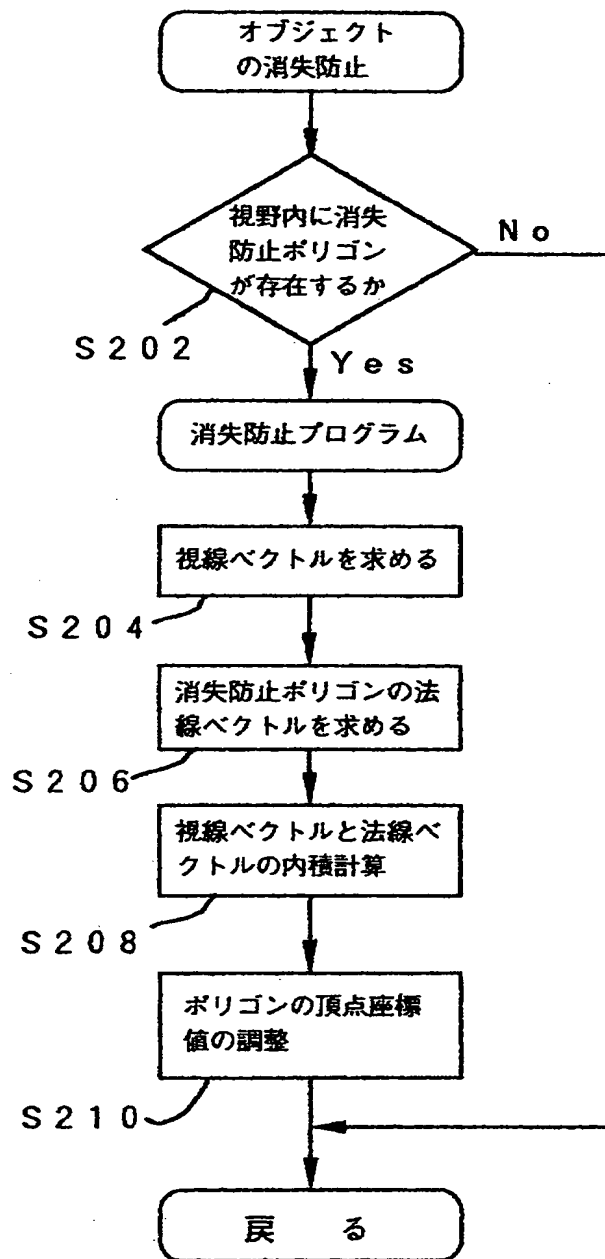 オブジェクト
の消失防止
視野内に消失
防止ポリゴン
が存在するか
No
S202
Yes
消失防止プログラム
視線ベクトルを求める
S204
消失防止ポリゴンの法
線ベクトルを求める
S206
視線ベクトルと法線ベ
クトルの内積計算
S208
ポリゴンの頂点座標
値の調整
S210
戻 る